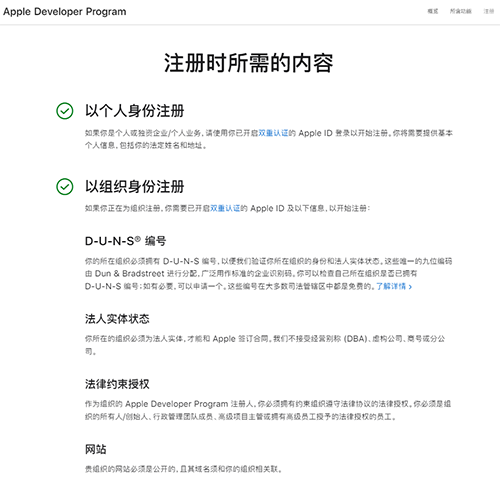 Apple Developer Program
概览 所含功能 注册
注册时所需的内容
以个人身份注册
如果你是个人或独资企业/个人业务，请使用你已开启双重认证的 Apple ID 登录以开始注册。你将需要提供基本
个人信息，包括你的法定姓名和地址。
以组织身份注册
如果你正在为组织注册，你需要已开启双重认证的 Apple ID 及以下信息，以开始注册：
D-U-N-S® 编号
你的所在组织必须拥有 D-U-N-S 编号，以便我们验证你所在组织的身份和法人实体状态。这些唯一的九位编码
由 Dun & Bradstreet 进行分配，广泛用作标准的企业识别码。你可以检查自己所在组织是否已拥有
D-U-N-S 编号；如有必要，可以申请一个。这些编号在大多数司法管辖区中都是免费的。了解详情 >
法人实体状态
你所在的组织必须为法人实体，才能和 Apple 签订合同。我们不接受经营别称 (DBA)、虚构公司、商号或分公
司。
法律约束授权
作为组织的 Apple Developer Program 注册人，你必须拥有约束组织遵守法律协议的法律授权。你必须是组
织的所有人/创始人、行政管理团队成员、高级项目主管或拥有高级员工授予的法律授权的员工。
网站
贵组织的网站必须是公开的，且其域名须和你的组织相关联。